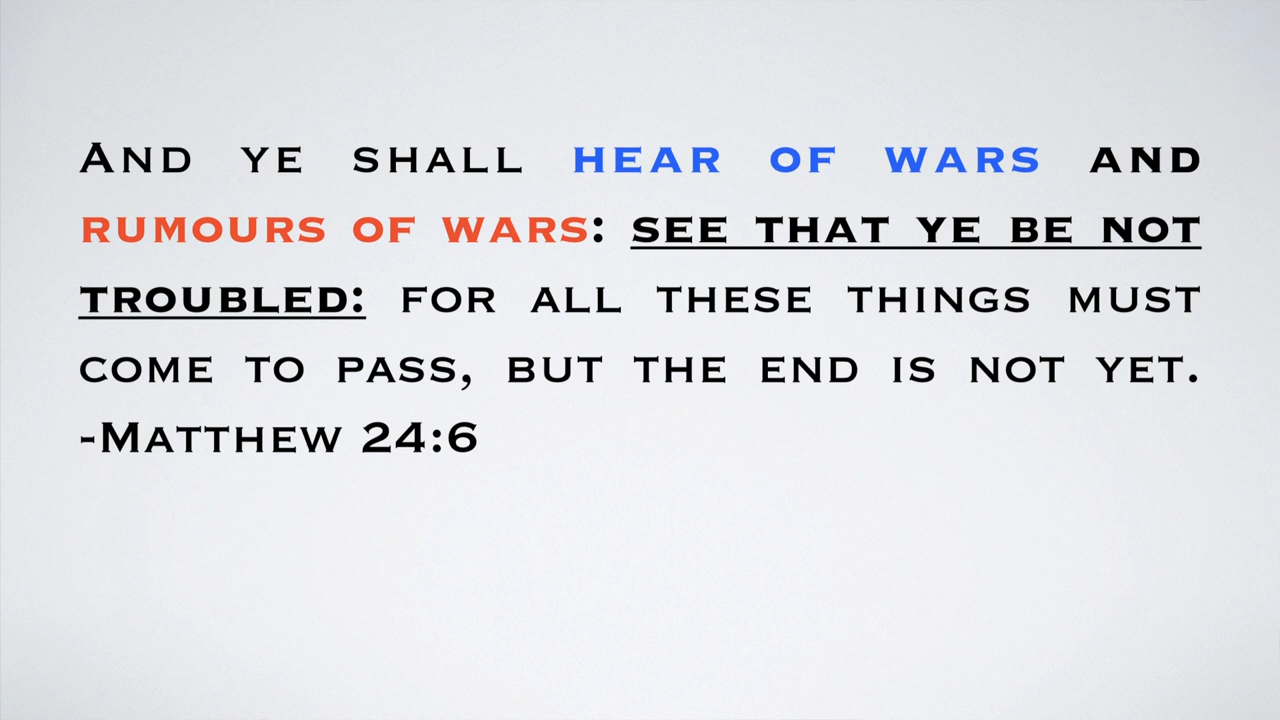 And ye shall hear of wars and
rumours of wars: see that ye be not
troubled: for all these things must
come to pass, but the end is not yet.
-Matthew 24:6